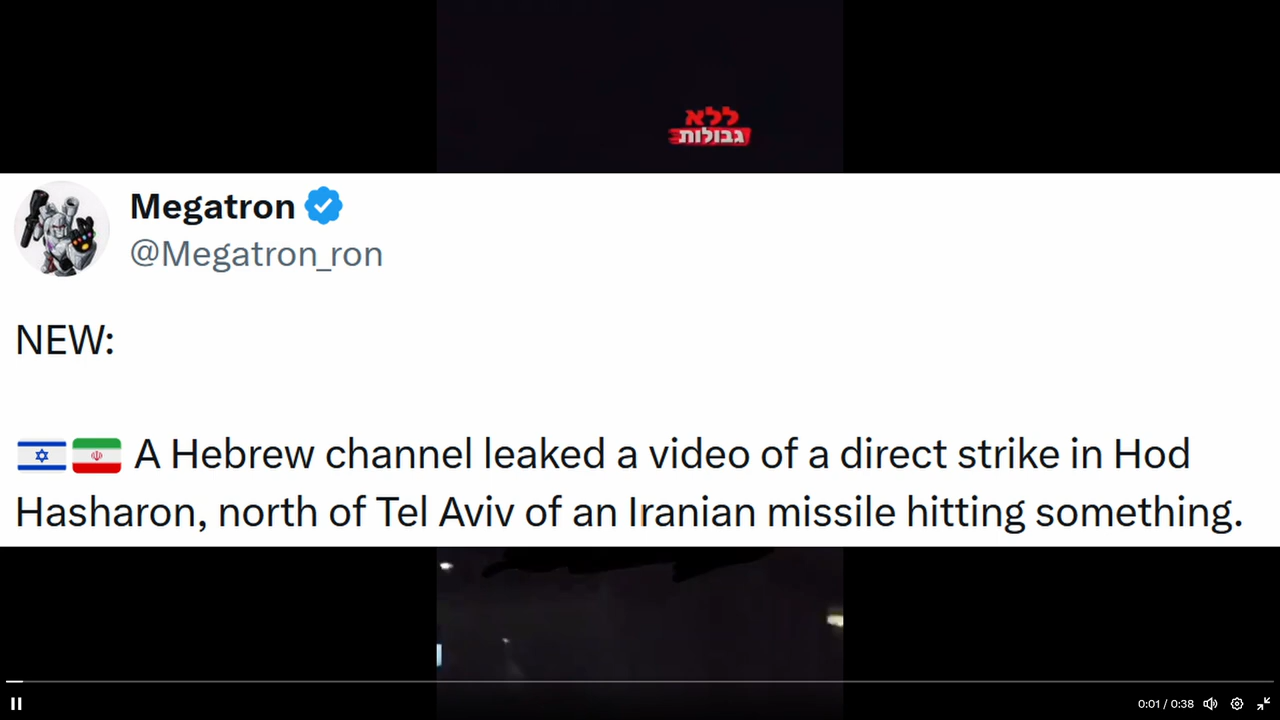 ללא
גבולות
Megatron
@Megatron_ron
NEW:
🇮🇱🇮🇷 A Hebrew channel leaked a video of a direct strike in Hod
Hasharon, north of Tel Aviv of an Iranian missile hitting something.
0:01 / 0:38